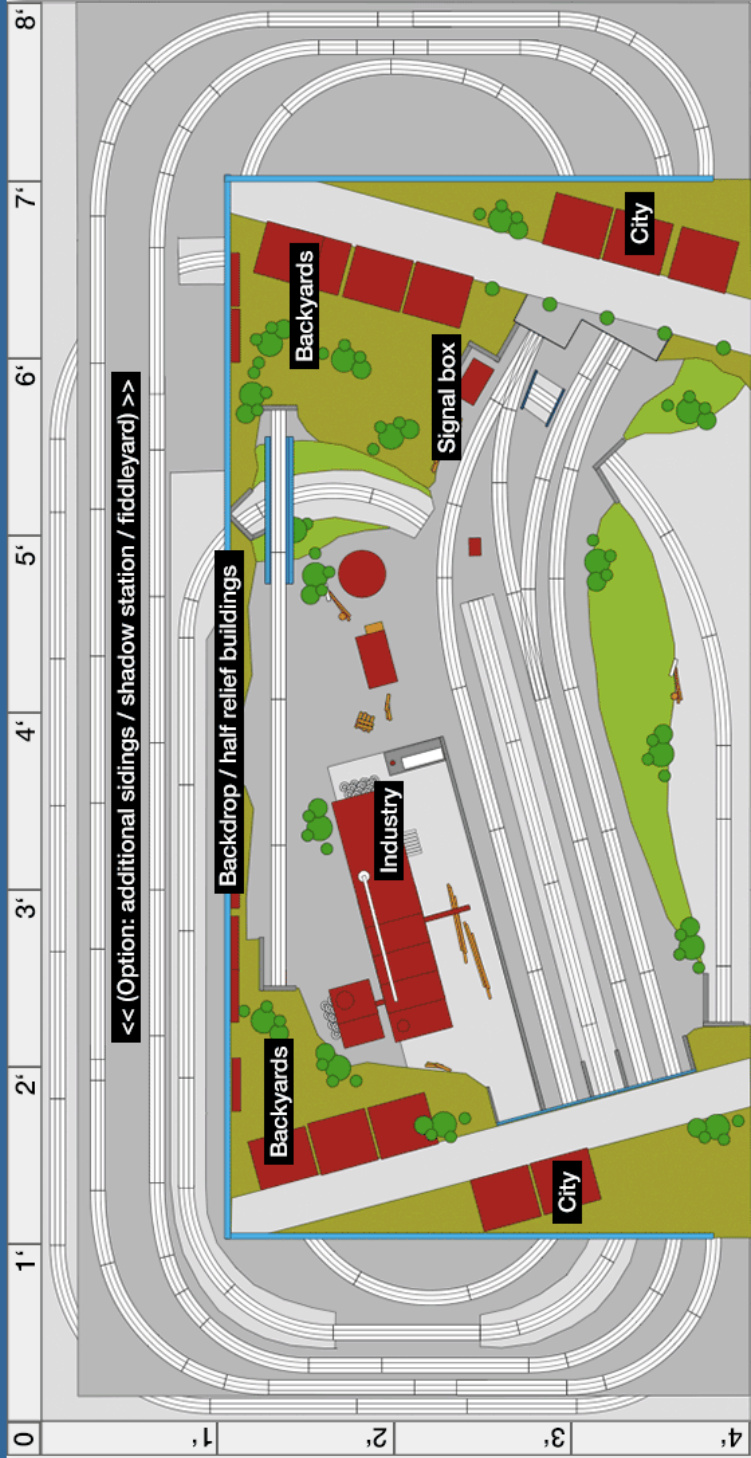 0 1‘ 2‘ 3‘ 4‘ 5‘ 6‘ 7‘ 8‘
<< (Option: additional sidings / shadow station / fiddleyard) >>
1‘
Backdrop / half relief buildings
Backyards
Backyards
2‘
Industry
Signal box
3‘
City
City
4‘